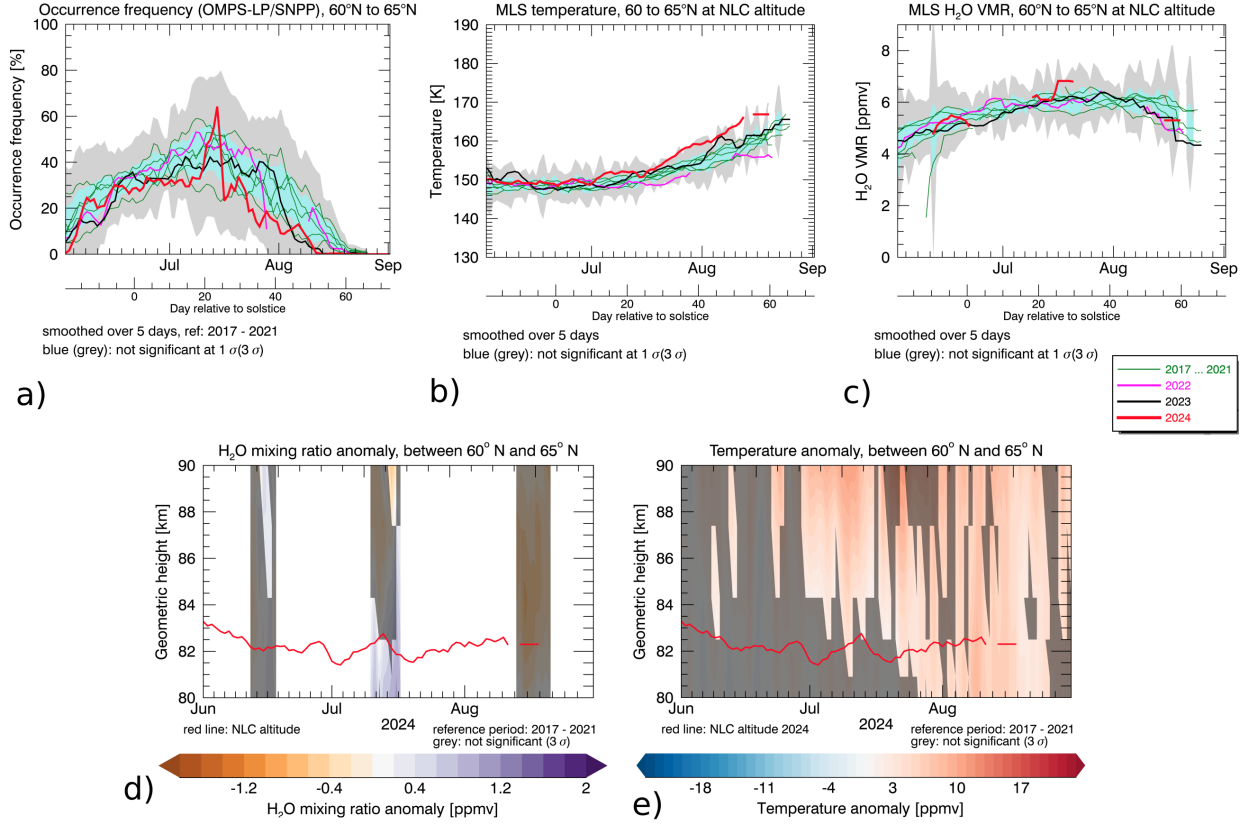 Occurrence frequency (OMPS-LP/SNPP), 60°N to 65°N
Occurrence frequency [%]
100
80
60
40
20
0
Jul
Aug
Sep
0
20
40
60
Day relative to solstice
smoothed over 5 days, ref: 2017 - 2021
blue (grey): not significant at 1 σ(3 σ)
a)
MLS temperature, 60 to 65°N at NLC altitude
Temperature [K]
190
180
170
160
150
140
130
Jul
Aug
Sep
0
20
40
60
Day relative to solstice
smoothed over 5 days
blue (grey): not significant at 1 σ(3 σ)
b)
MLS H₂O VMR, 60°N to 65°N at NLC altitude
H₂O VMR [ppmv]
8
6
4
2
0
Jul
Aug
Sep
0
20
40
60
Day relative to solstice
smoothed over 5 days
blue (grey): not significant at 1 σ(3 σ)
c)
2017 ... 2021
2022
2023
2024
H₂O mixing ratio anomaly, between 60° N and 65° N
Geometric height [km]
90
88
86
84
82
80
Jun
Jul
Aug
2024
red line: NLC altitude
reference period: 2017 - 2021
grey: not significant (3 σ)
-1.2
-0.4
0.4
1.2
2
H₂O mixing ratio anomaly [ppmv]
d)
Temperature anomaly, between 60° N and 65° N
Geometric height [km]
90
88
86
84
82
80
Jun
Jul
Aug
2024
red line: NLC altitude 2024
reference period: 2017 - 2021
grey: not significant (3 σ)
-18
-11
-4
3
10
17
Temperature anomaly [ppmv]
e)